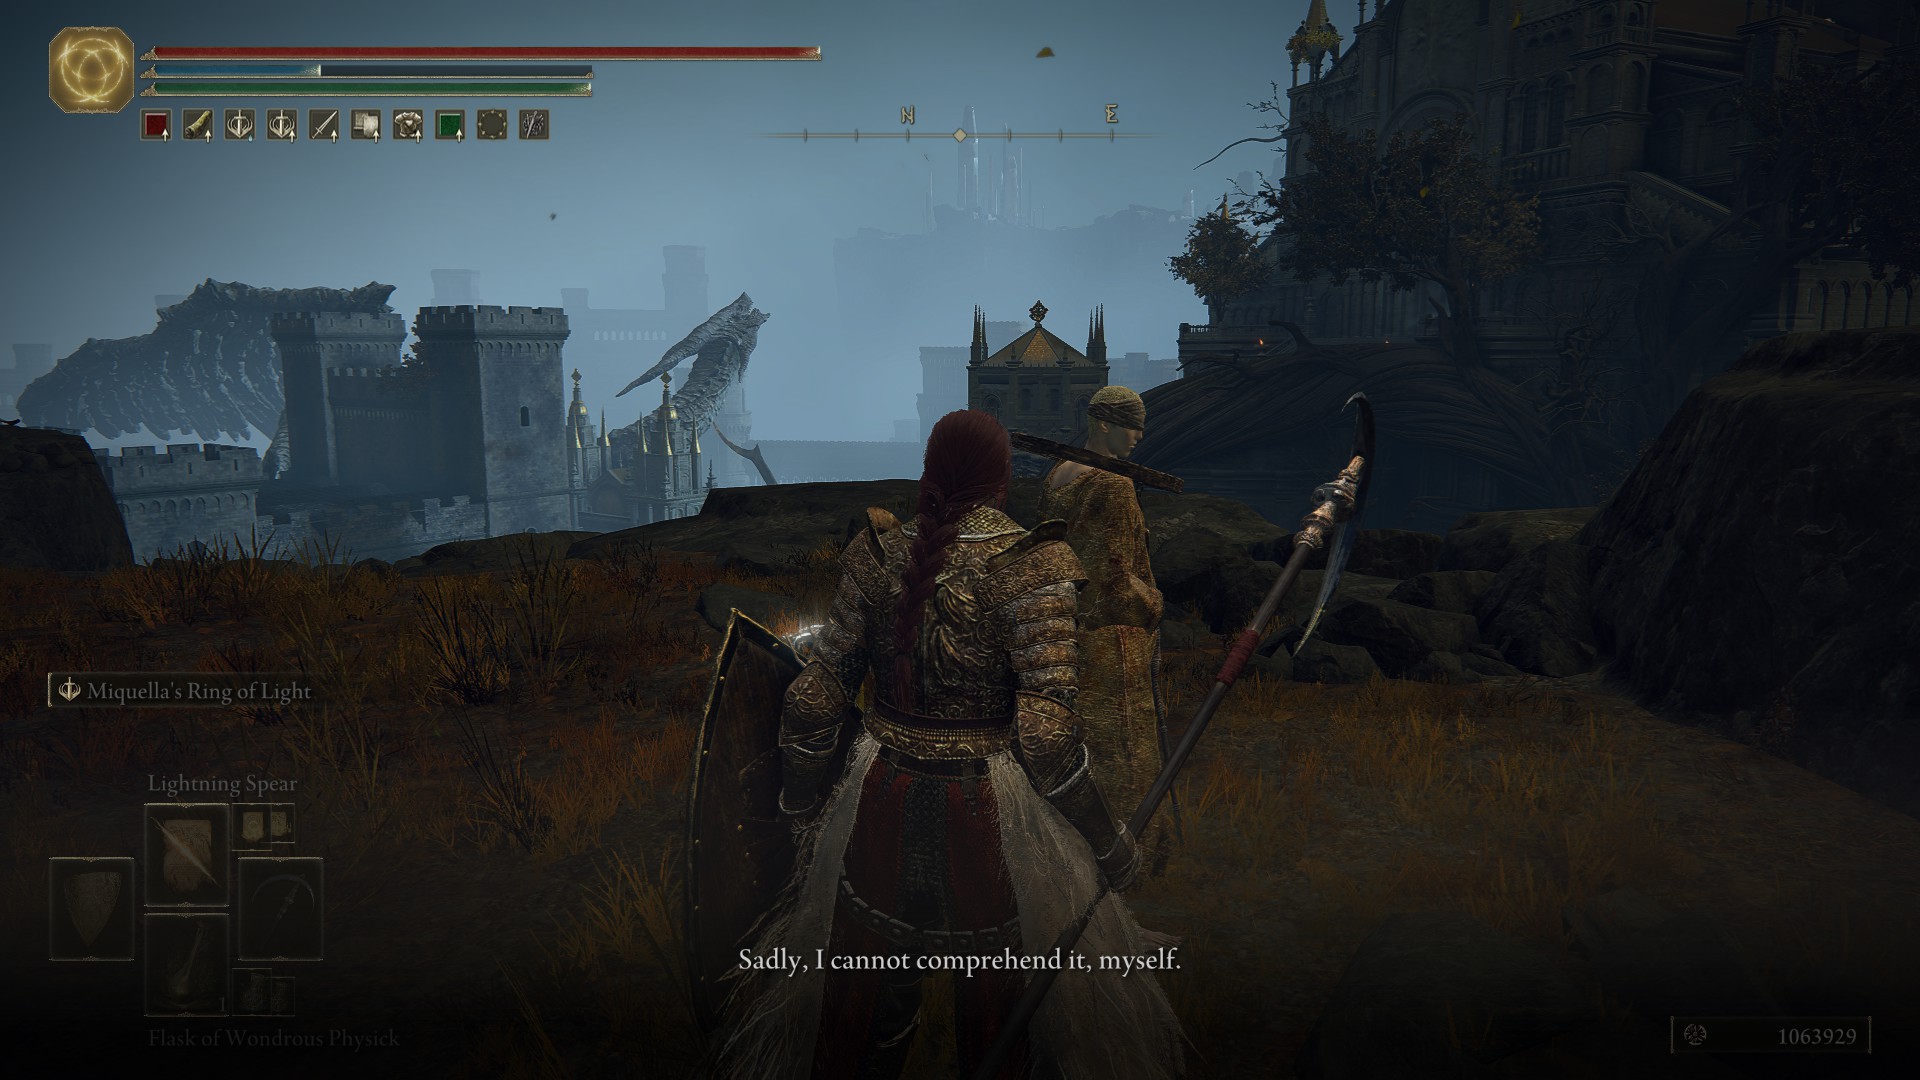 N
E
Miquella's Ring of Light
Lightning Spear
1
Flask of Wondrous Physick
Sadly, I cannot comprehend it, myself.
1063929